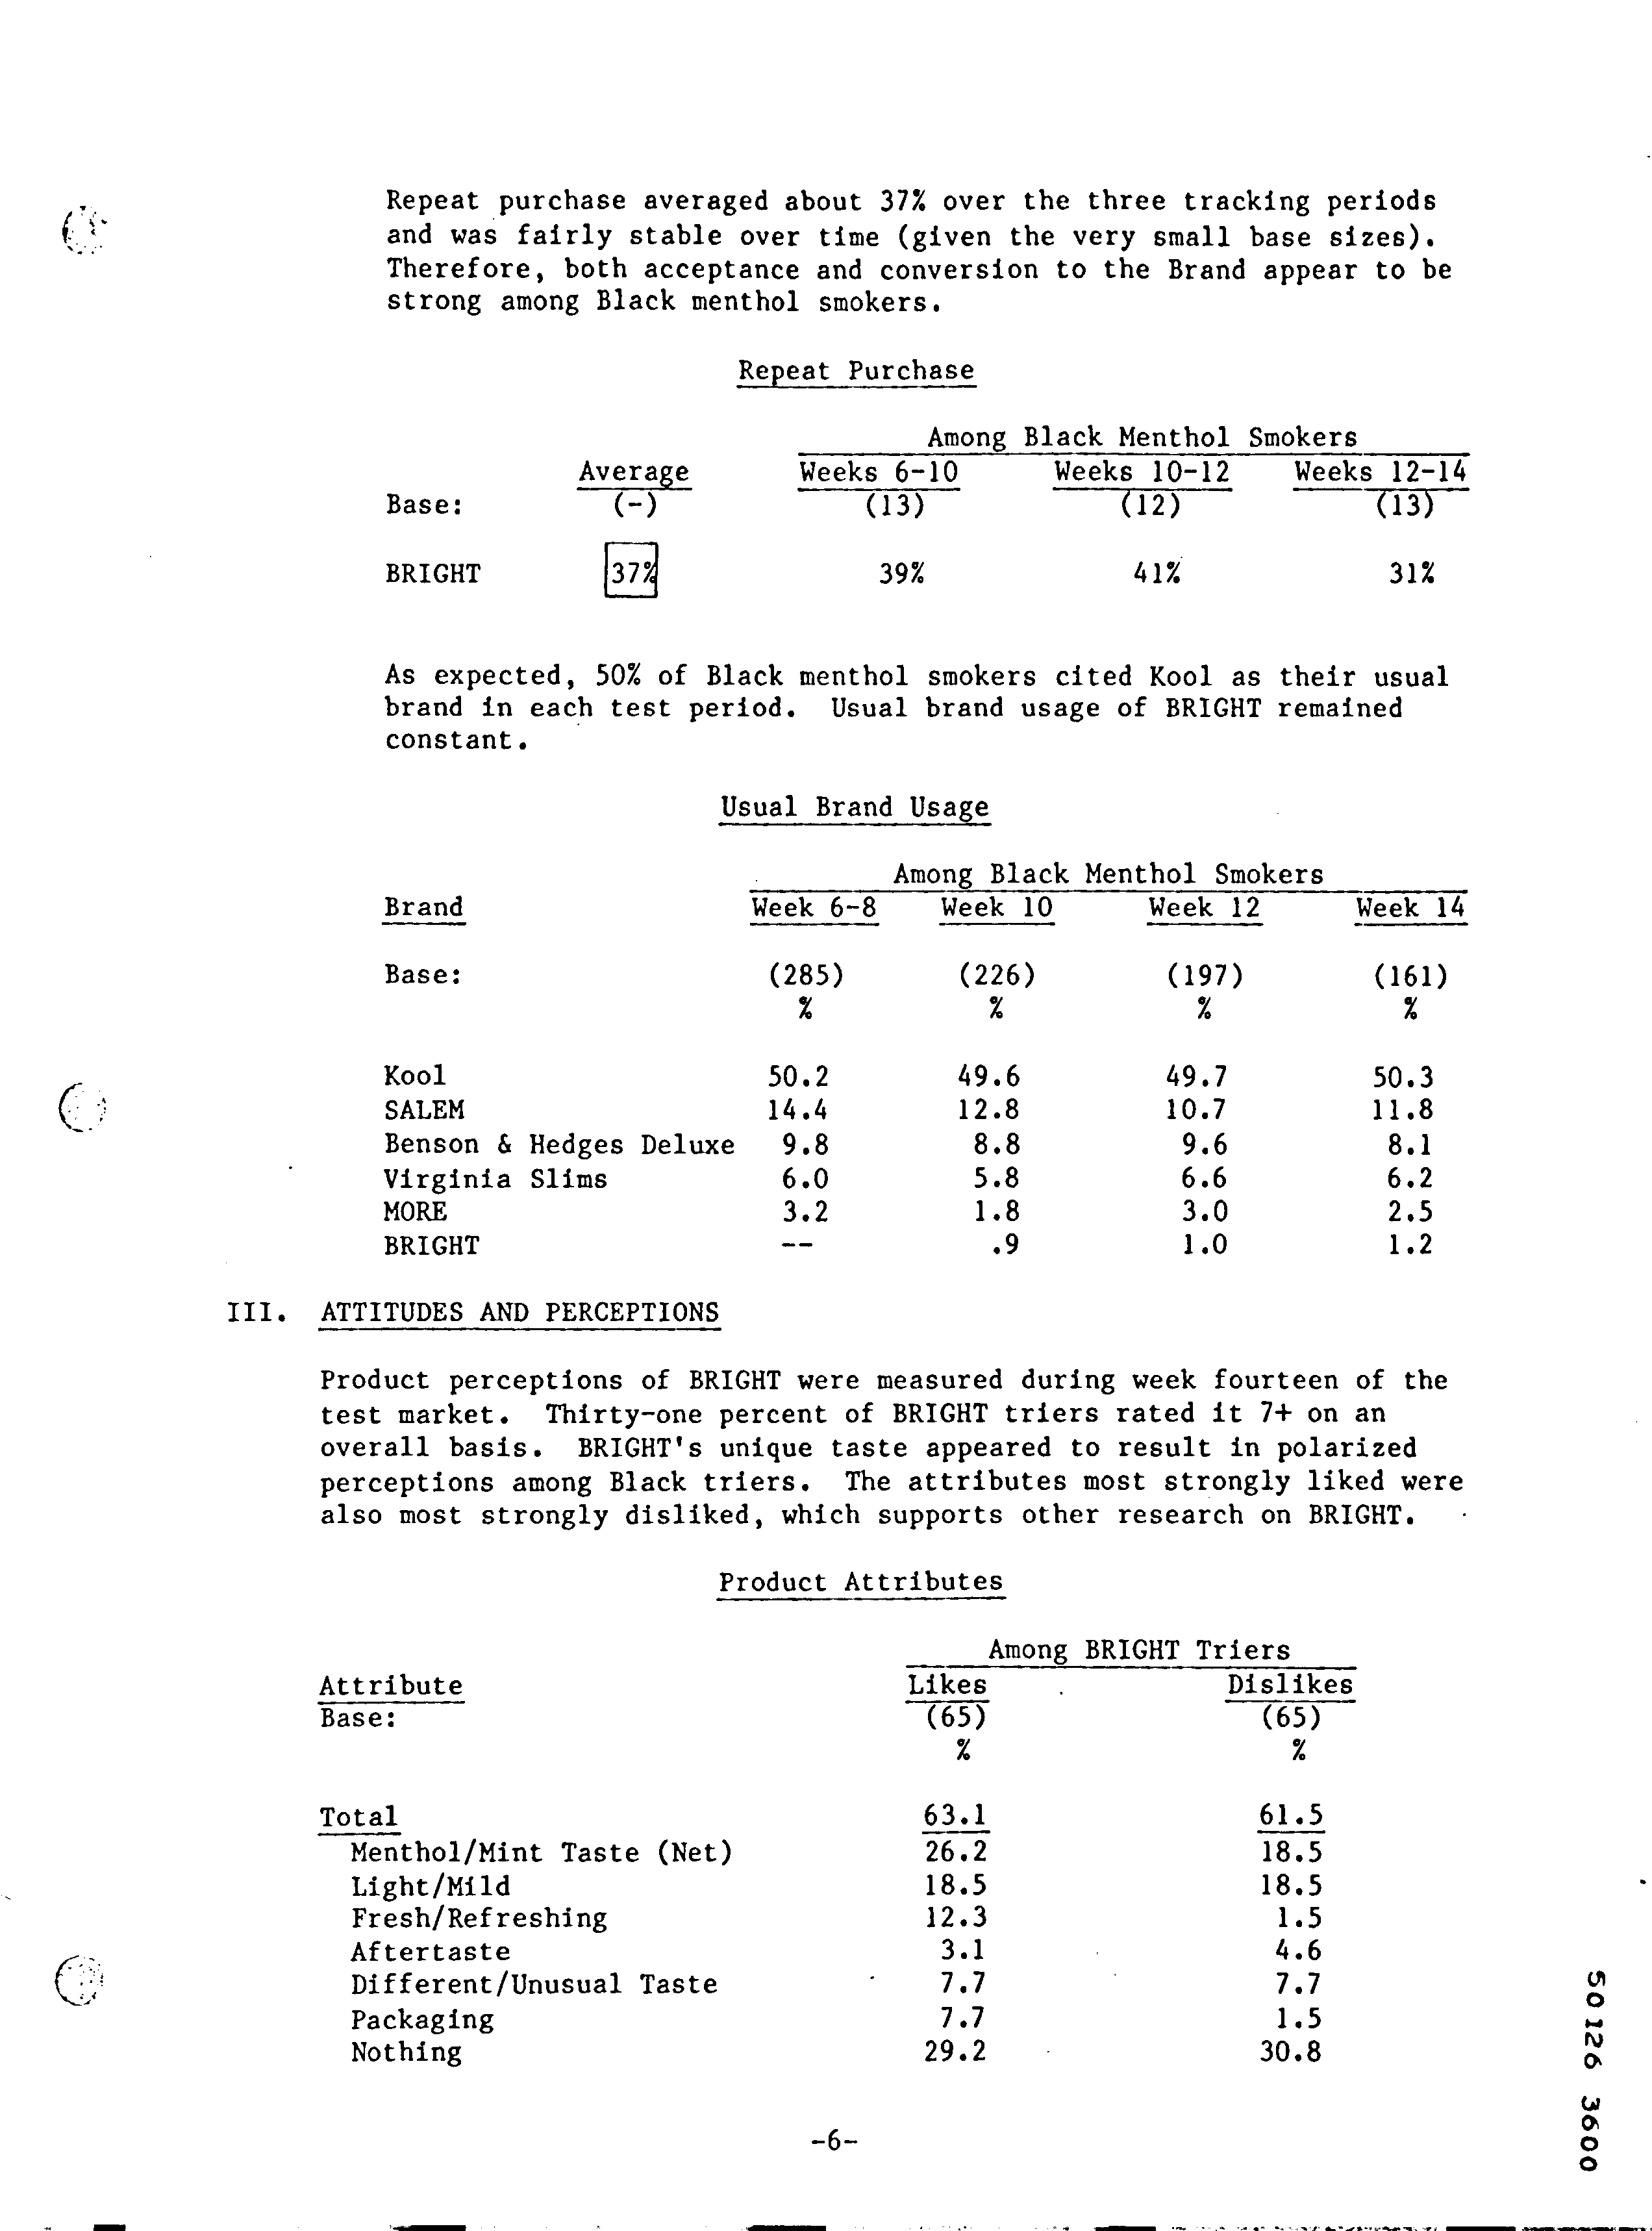 Repeat purchase averaged about 37% over the three tracking periods
and was fairly stable over time (given the very small base sizes).
Therefore, both acceptance and conversion to the Brand appear to be
strong among Black menthol smokers.
Repeat Purchase
Among Black Menthol Smokers
Average Weeks 6-10 Weeks 10-12 Weeks 12-14
Base: (-) (13) (12) (13)
BRIGHT 37% 39% 41% 31%
As expected, 50% of Black menthol smokers cited Kool as their usual
brand in each test period. Usual brand usage of BRIGHT remained
constant.
Usual Brand Usage
Among Black Menthol Smokers
Brand Week 6-8 Week 10 Week 12 Week 14
Base: (285) (226) (197) (161)
% % % %
Kool 50.2 49.6 49.7 50.3
SALEM 14.4 12.8 10.7 11.8
Benson & Hedges Deluxe 9.8 8.8 9.6 8.1
Virginia Slims 6.0 5.8 6.6 6.2
MORE 3.2 1.8 3.0 2.5
BRIGHT -- .9 1.0 1.2
III. ATTITUDES AND PERCEPTIONS
Product perceptions of BRIGHT were measured during week fourteen of the
test market. Thirty-one percent of BRIGHT triers rated it 7+ on an
overall basis. BRIGHT's unique taste appeared to result in polarized
perceptions among Black triers. The attributes most strongly liked were
also most strongly disliked, which supports other research on BRIGHT.
Product Attributes
Among BRIGHT Triers
Attribute Likes Dislikes
Base: (65) (65)
% %
Total 63.1 61.5
Menthol/Mint Taste (Net) 26.2 18.5
Light/Mild 18.5 18.5
Fresh/Refreshing 12.3 1.5
Aftertaste 3.1 4.6
Different/Unusual Taste 7.7 7.7
Packaging 7.7 1.5
Nothing 29.2 30.8
-6-
50126 3600